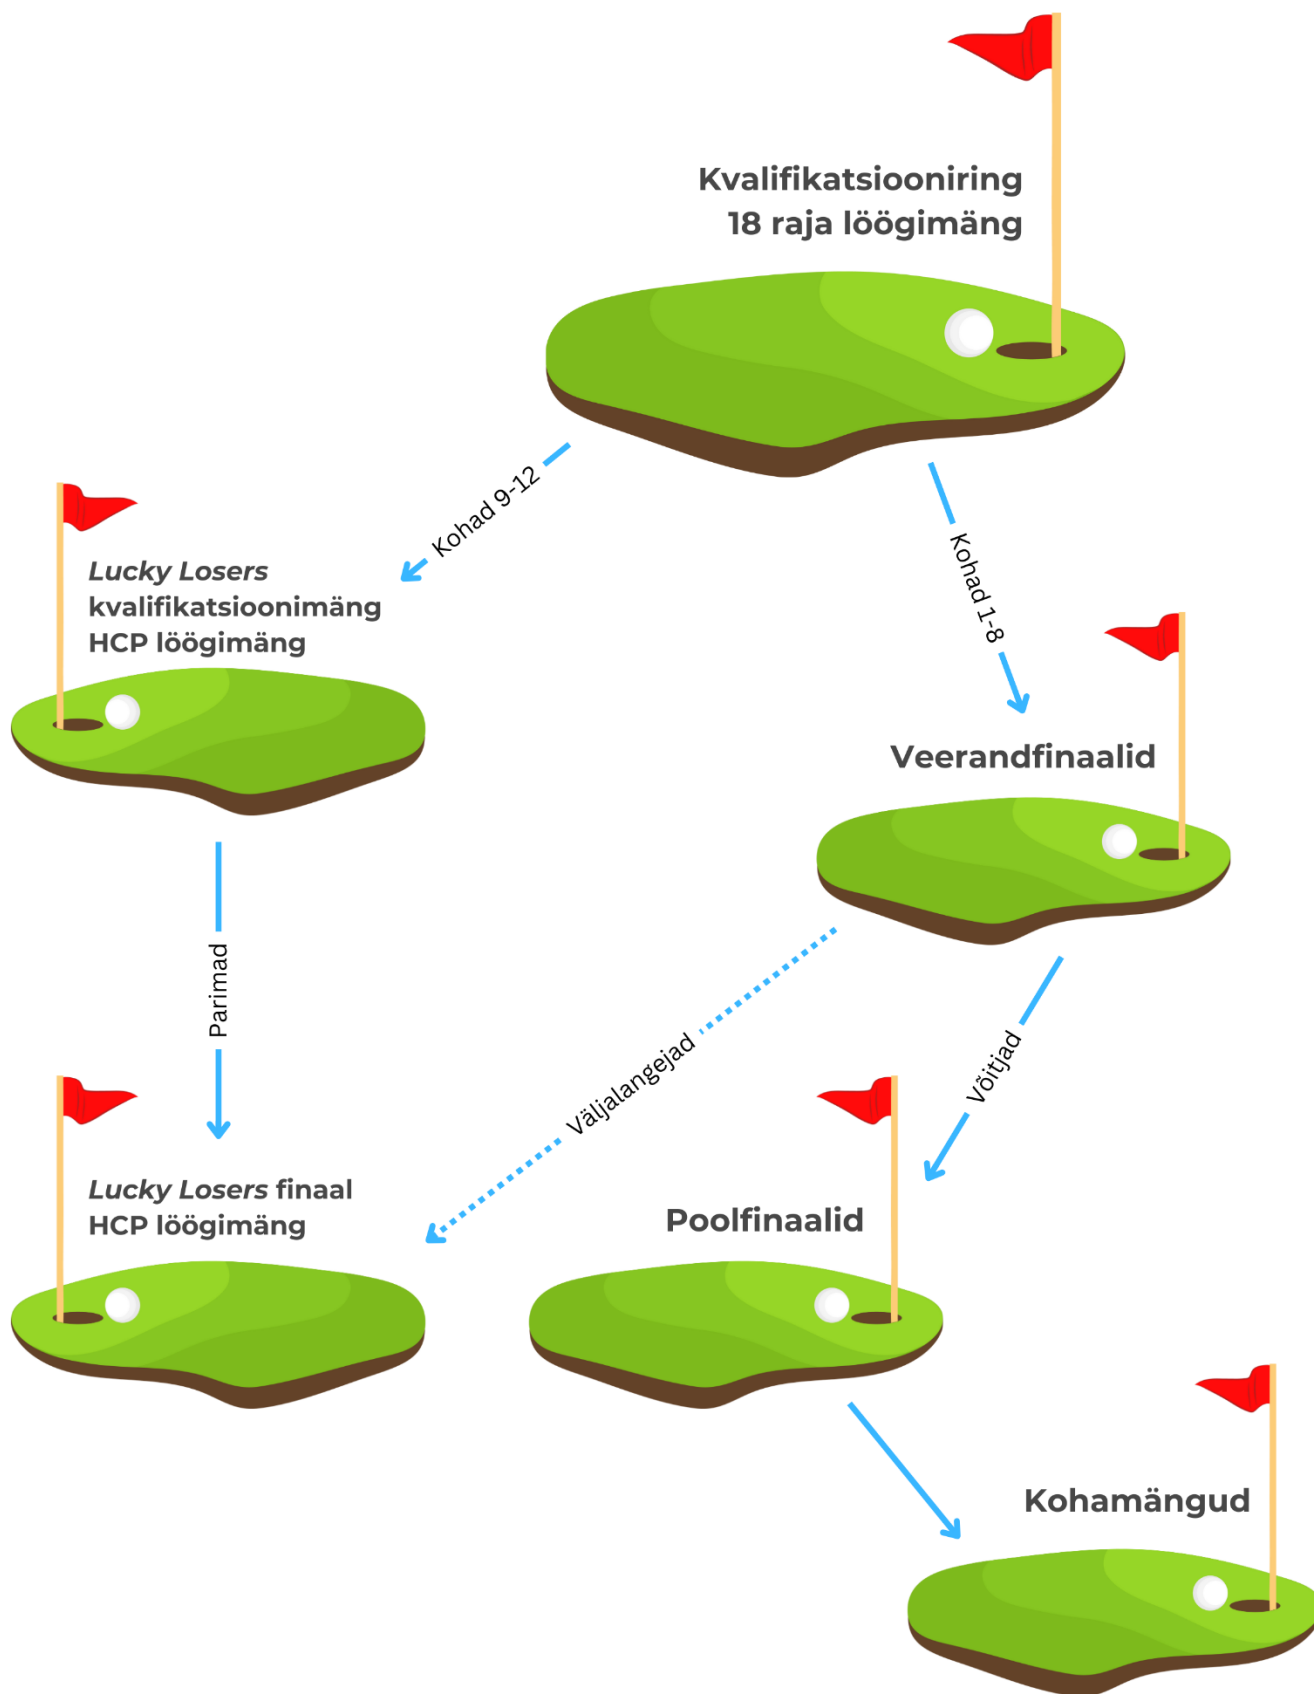 Kvalifikatsiooniring
18 raja löögimäng
Kohad 9-12
Kohad 1-8
Lucky Losers
kvalifikatsioonimäng
HCP löögimäng
Veerandfinaalid
Parimad
Väljalangejad
Võitjad
Lucky Losers finaal
HCP löögimäng
Poolfinaalid
Kohamängud